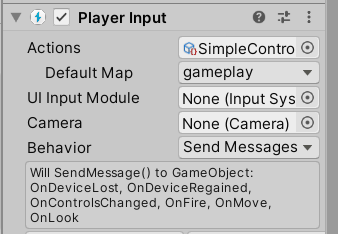 Player Input
Actions SimpleContro
Default Map gameplay
UI Input Module None (Input Sys
Camera None (Camera)
Behavior Send Messages
Will SendMessage() to GameObject:
OnDeviceLost, OnDeviceRegained,
OnControlsChanged, OnFire, OnMove,
OnLook